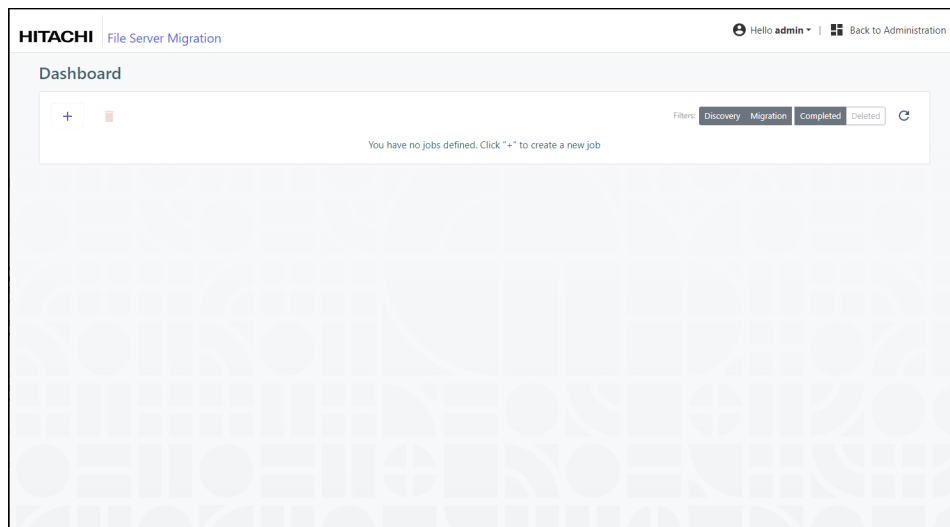 HITACHI File Server Migration
Hello admin | Back to Administration
Dashboard
+
Filters: Discovery Migration Completed Deleted
You have no jobs defined. Click "+" to create a new job